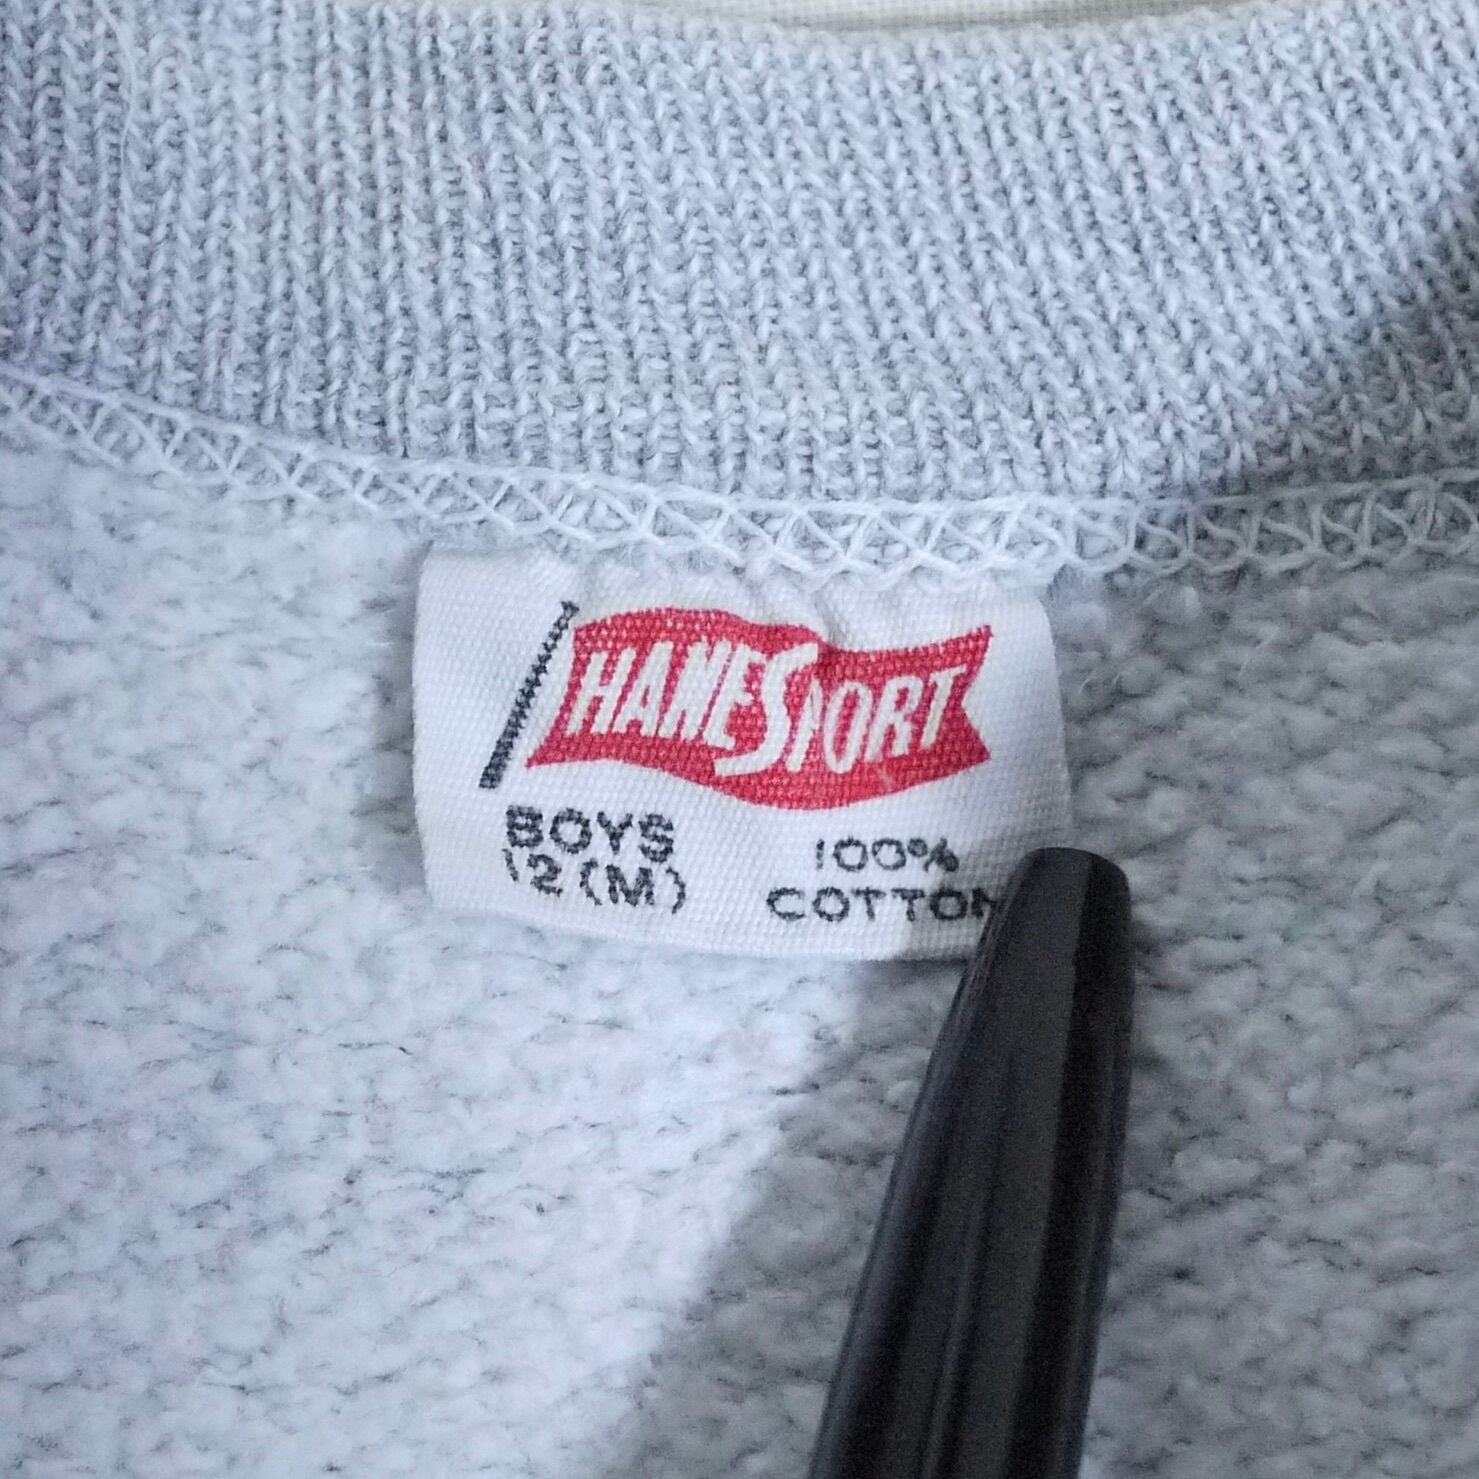 HANESPORT
BOYS
12 (M)
100%
COTTON